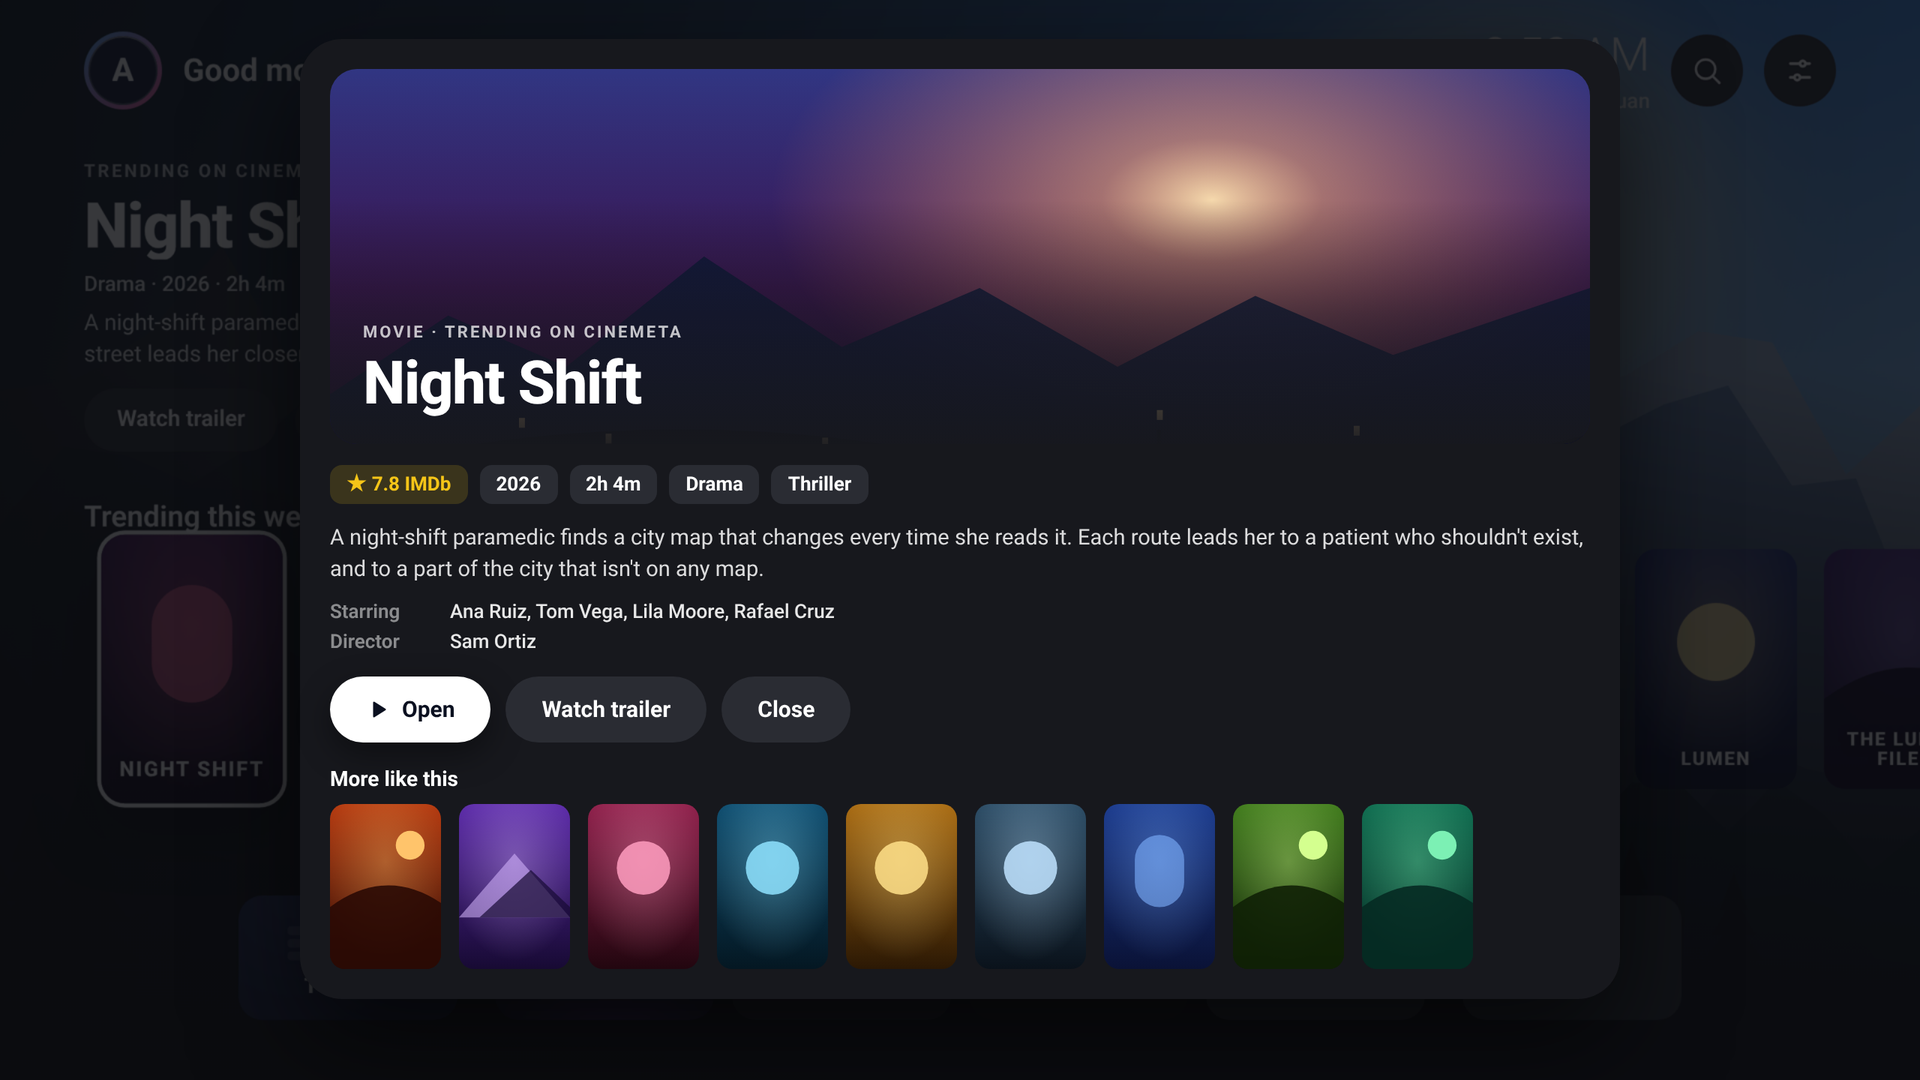 A
Good mo
AM
uan
TRENDING ON CINEM
Night Sh
Drama · 2026 · 2h 4m
A night-shift paramed
street leads her close
Watch trailer
Trending this we
NIGHT SHIFT
MOVIE · TRENDING ON CINEMETA
Night Shift
★ 7.8 IMDb
2026
2h 4m
Drama
Thriller
A night-shift paramedic finds a city map that changes every time she reads it. Each route leads her to a patient who shouldn't exist,
and to a part of the city that isn't on any map.
Starring Ana Ruiz, Tom Vega, Lila Moore, Rafael Cruz
Director Sam Ortiz
Open
Watch trailer
Close
More like this
LUMEN
THE LU
FILE